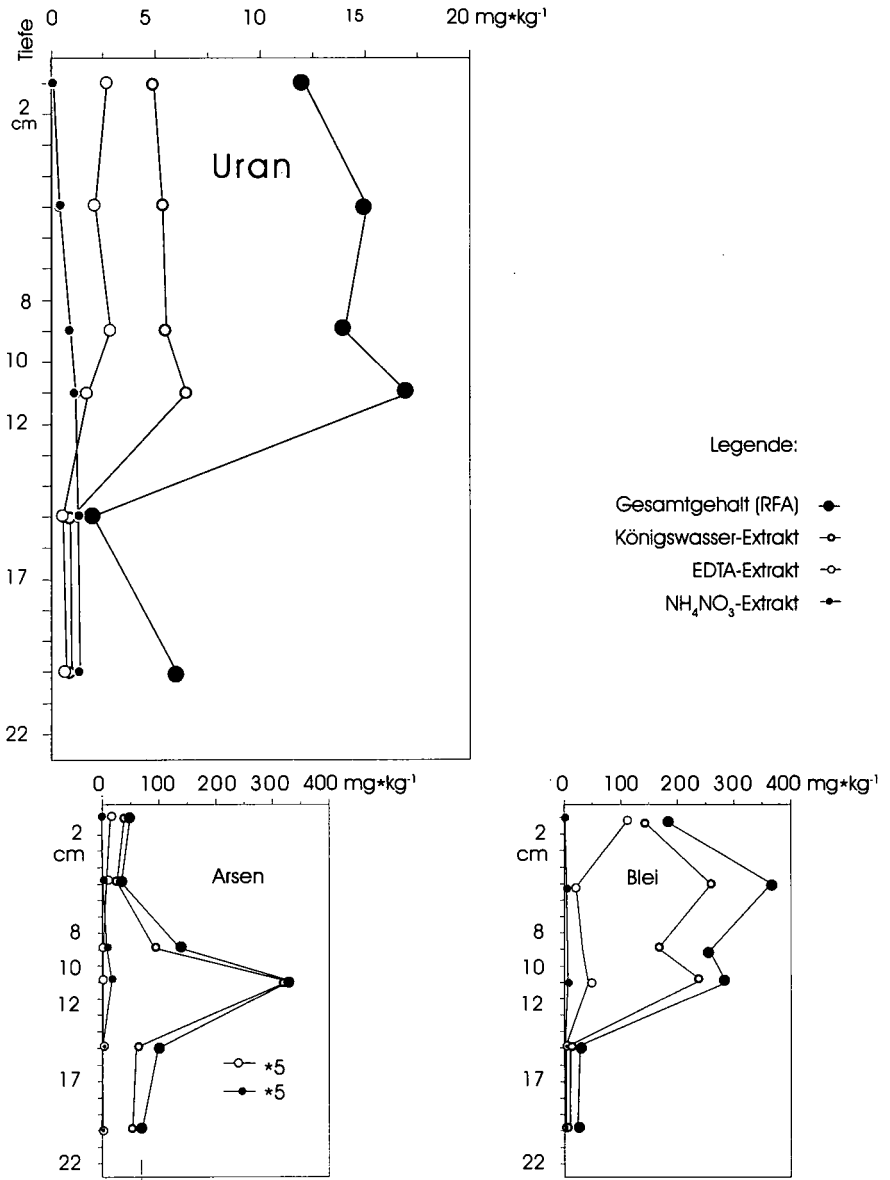 0 5 10 15 20 mg*kg⁻¹
Tiefe
2
cm
Uran
8
10
12
17
22
Legende:
Gesamtgehalt (RFA)
Königswasser-Extrakt
EDTA-Extrakt
NH₄NO₃-Extrakt
0 100 200 300 400 mg*kg⁻¹
2
cm
Arsen
8
10
12
17
22
*5
*5
0 100 200 300 400 mg*kg⁻¹
2
cm
Blei
8
10
12
17
22